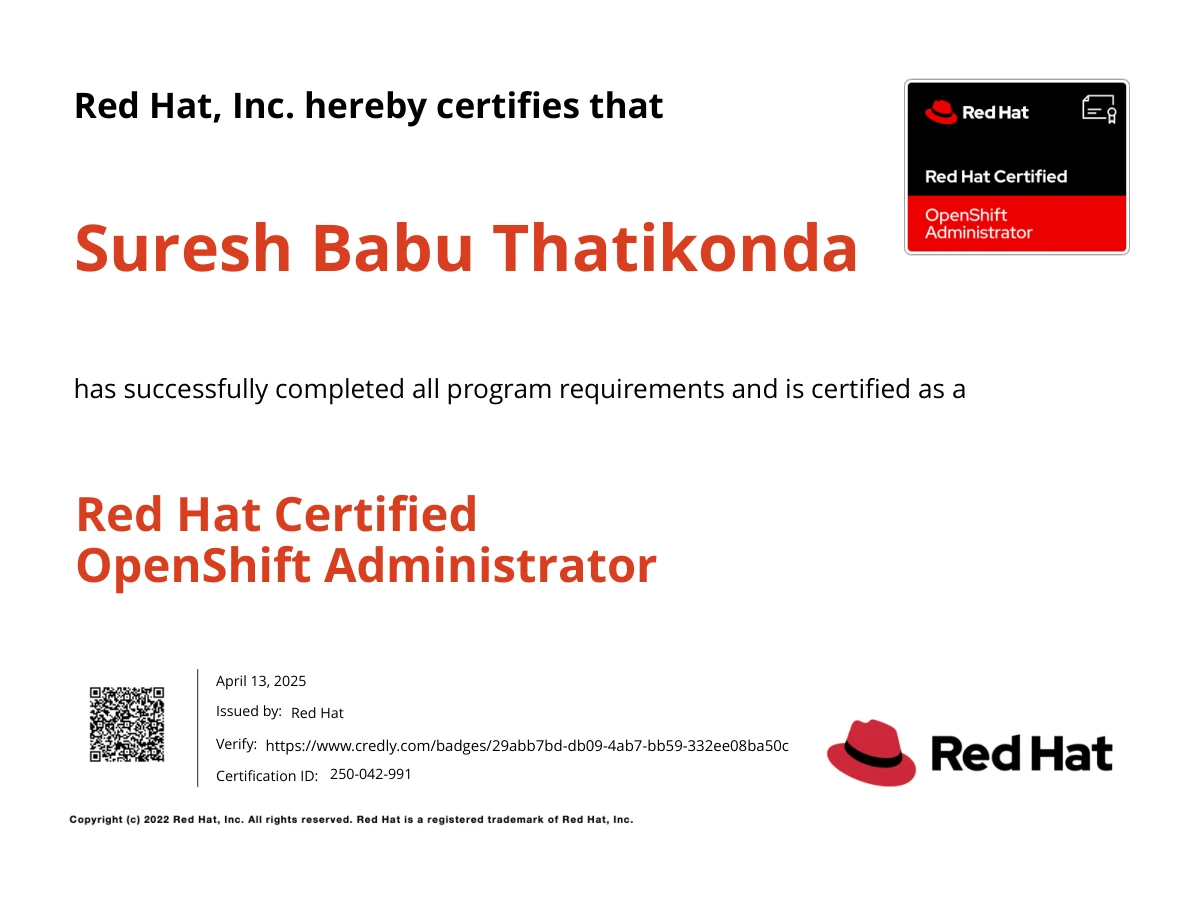 Red Hat, Inc. hereby certifies that
Red Hat
Red Hat Certified
OpenShift
Administrator
Suresh Babu Thatikonda
has successfully completed all program requirements and is certified as a
Red Hat Certified
OpenShift Administrator
April 13, 2025
Issued by: Red Hat
Verify: https://www.credly.com/badges/29abb7bd-db09-4ab7-bb59-332ee08ba50c
Certification ID: 250-042-991
Red Hat
Copyright (c) 2022 Red Hat, Inc. All rights reserved. Red Hat is a registered trademark of Red Hat, Inc.